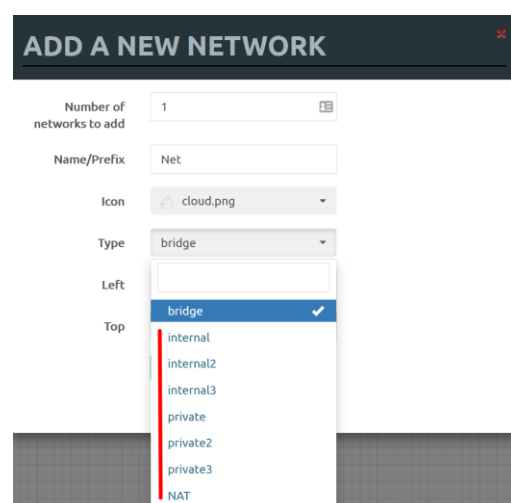 ADD A NEW NETWORK
Number of
networks to add
1
Name/Prefix
Net
Icon
cloud.png
Type
bridge
Left
Top
bridge
internal
internal2
internal3
private
private2
private3
NAT